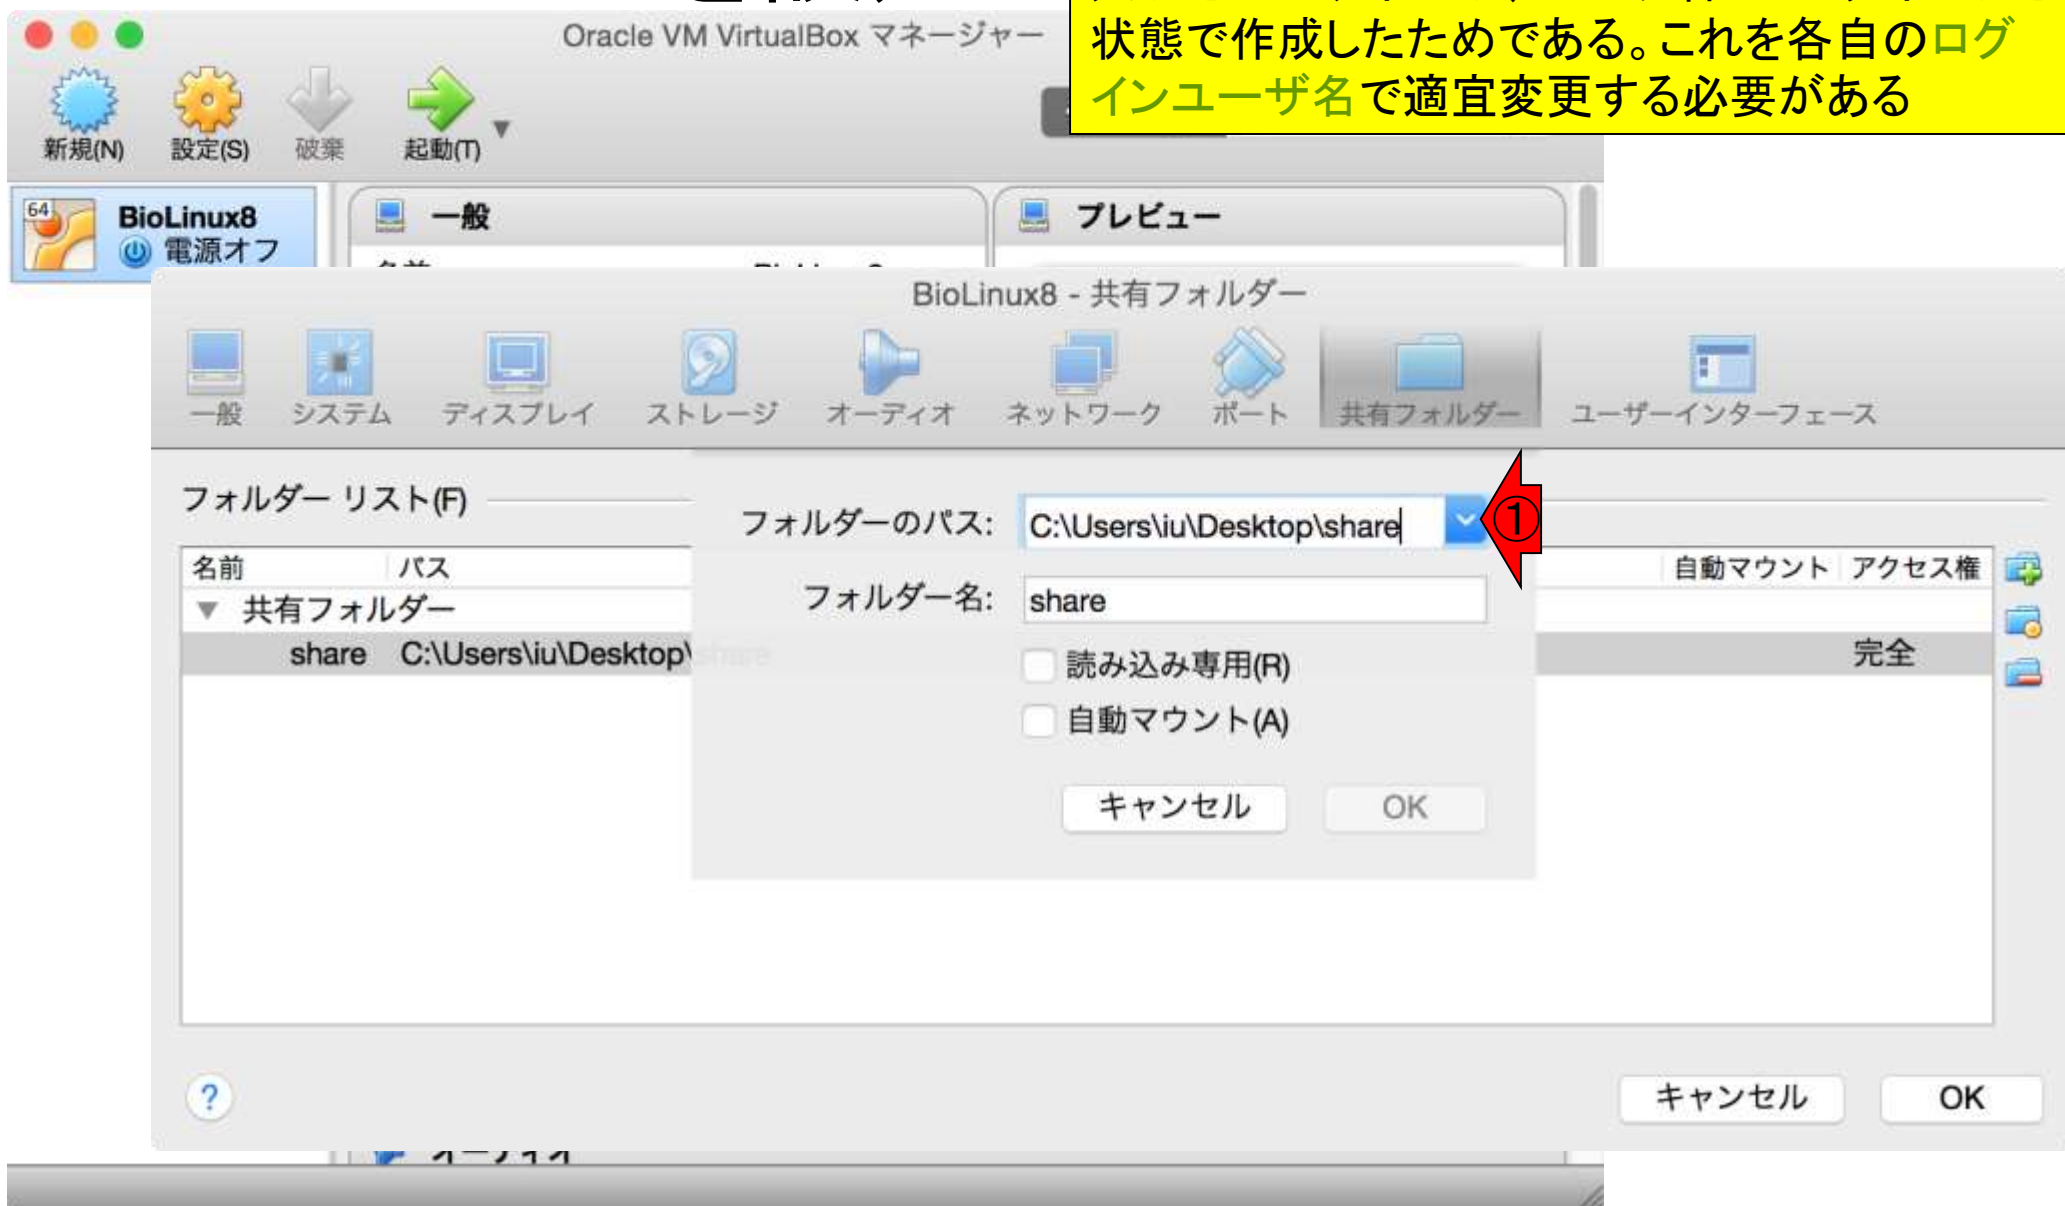 Oracle VM VirtualBox マネージャー
状態で作成したためである。これを各自のログ
インユーザ名で適宜変更する必要がある
新規(N) 設定(S) 破棄 起動(T)
64
BioLinux8
電源オフ
一般
プレビュー
BioLinux8 - 共有フォルダー
一般 システム ディスプレイ ストレージ オーディオ ネットワーク ポート 共有フォルダー ユーザーインターフェース
フォルダー リスト(F)
フォルダーのパス: C:\Users\iu\Desktop\share
①
名前 パス 自動マウント アクセス権
フォルダー名: share
共有フォルダー
share C:\Users\iu\Desktop\share 完全
読み込み専用(R)
自動マウント(A)
キャンセル OK
?
キャンセル OK
オーディオ